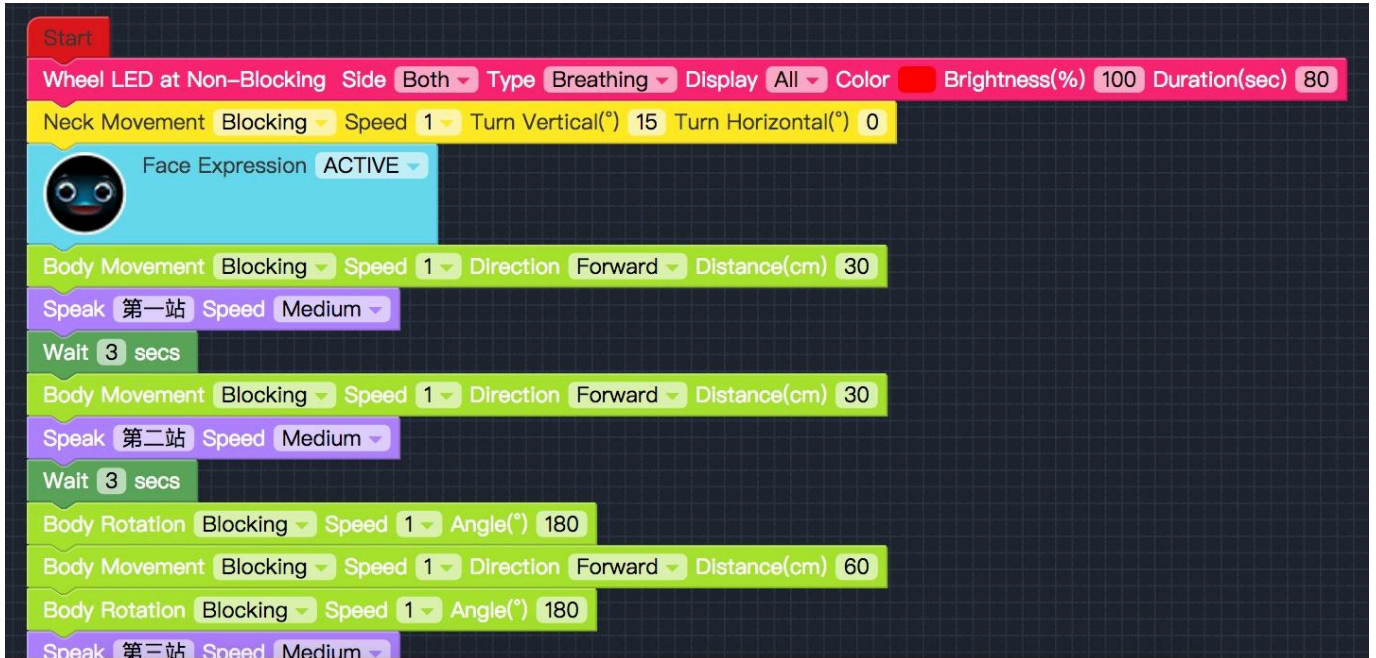 Start
Wheel LED at Non-Blocking Side Both Type Breathing Display All Color Brightness(%) 100 Duration(sec) 80
Neck Movement Blocking Speed 1 Turn Vertical(°) 15 Turn Horizontal(°) 0
Face Expression ACTIVE
Body Movement Blocking Speed 1 Direction Forward Distance(cm) 30
Speak 第一站 Speed Medium
Wait 3 secs
Body Movement Blocking Speed 1 Direction Forward Distance(cm) 30
Speak 第二站 Speed Medium
Wait 3 secs
Body Rotation Blocking Speed 1 Angle(°) 180
Body Movement Blocking Speed 1 Direction Forward Distance(cm) 60
Body Rotation Blocking Speed 1 Angle(°) 180
Speak 第三站 Speed Medium